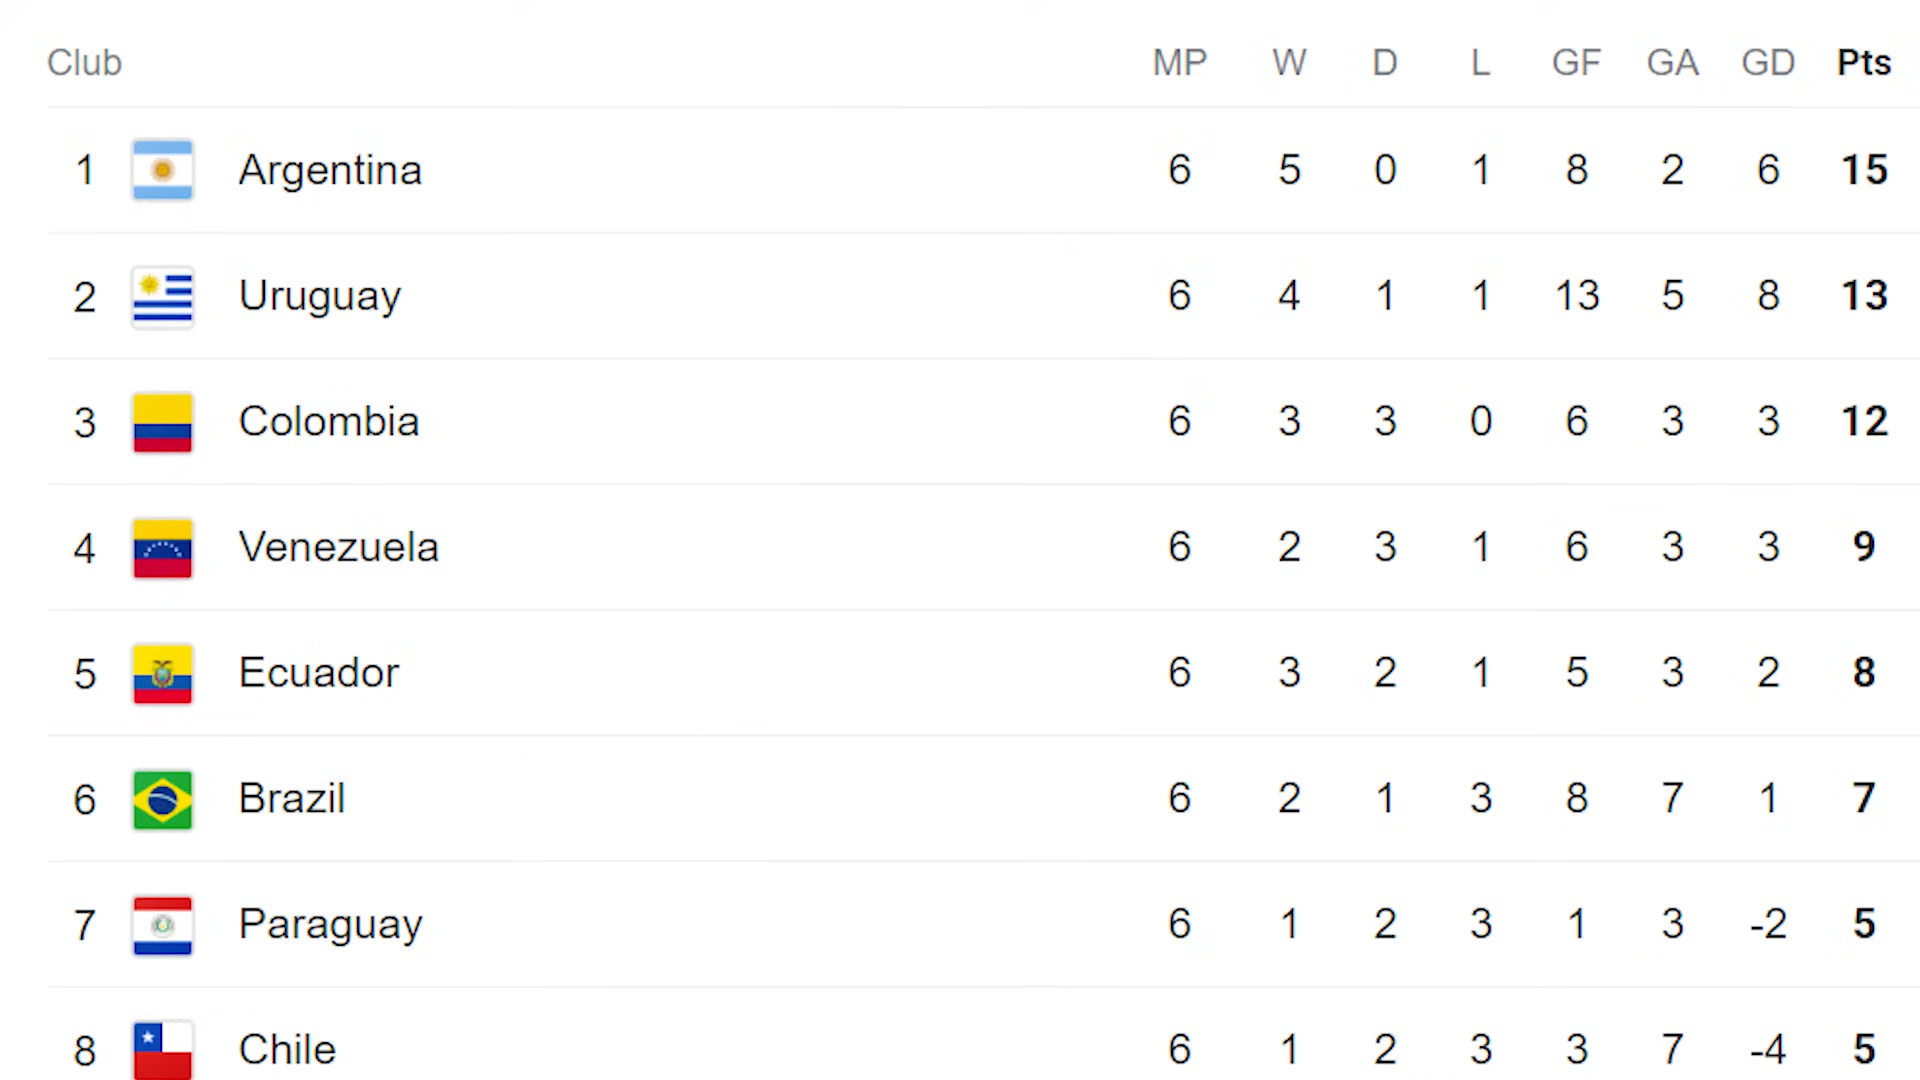 Club MP W D L GF GA GD Pts
1 Argentina 6 5 0 1 8 2 6 15
2 Uruguay 6 4 1 1 13 5 8 13
3 Colombia 6 3 3 0 6 3 3 12
4 Venezuela 6 2 3 1 6 3 3 9
5 Ecuador 6 3 2 1 5 3 2 8
6 Brazil 6 2 1 3 8 7 1 7
7 Paraguay 6 1 2 3 1 3 -2 5
8 Chile 6 1 2 3 3 7 -4 5